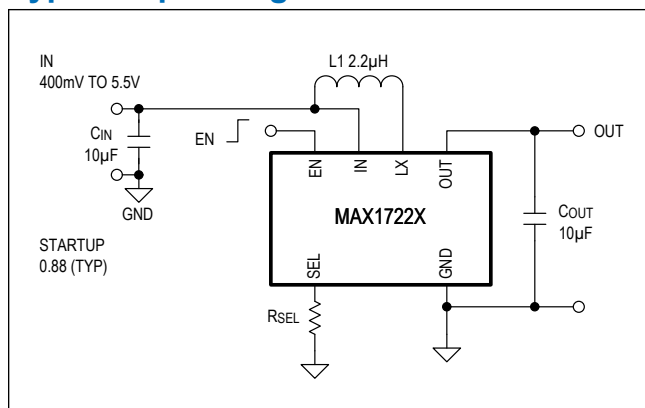 IN
400mV TO 5.5V
L1 2.2µH
CIN
10µF
EN
OUT
EN
IN
LX
OUT
GND
MAX1722X
COUT
10µF
STARTUP
0.88 (TYP)
SEL
GND
RSEL